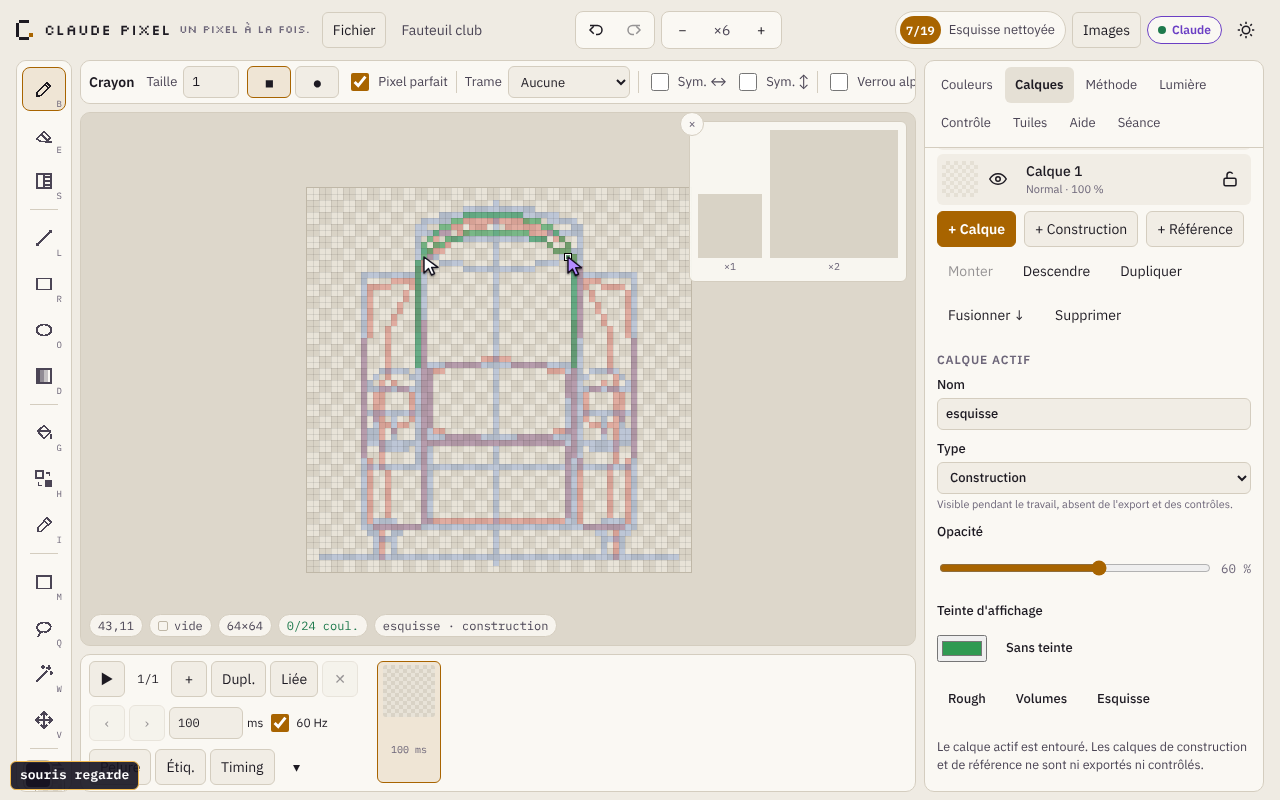 CLAUDE PIXEL UN PIXEL À LA FOIS. Fichier Fauteuil club − ×6 + 7/19 Esquisse nettoyée Images Claude
Crayon Taille 1 Pixel parfait Trame Aucune Sym. ↔ Sym. ↕ Verrou alp
B
E
S
L
R
O
D
G
H
I
M
Q
W
V
×
×1 ×2
43,11 vide 64×64 0/24 coul. esquisse · construction
1/1 + Dupl. Liée ×
‹ › 100 ms 60 Hz
Étiq. Timing ▼
100 ms
souris regarde
Couleurs Calques Méthode Lumière
Contrôle Tuiles Aide Séance
Calque 1
Normal · 100 %
+ Calque + Construction + Référence
Monter Descendre Dupliquer
Fusionner ↓ Supprimer
CALQUE ACTIF
Nom
esquisse
Type
Construction
Visible pendant le travail, absent de l'export et des contrôles.
Opacité
60 %
Teinte d'affichage
Sans teinte
Rough Volumes Esquisse
Le calque actif est entouré. Les calques de construction
et de référence ne sont ni exportés ni contrôlés.